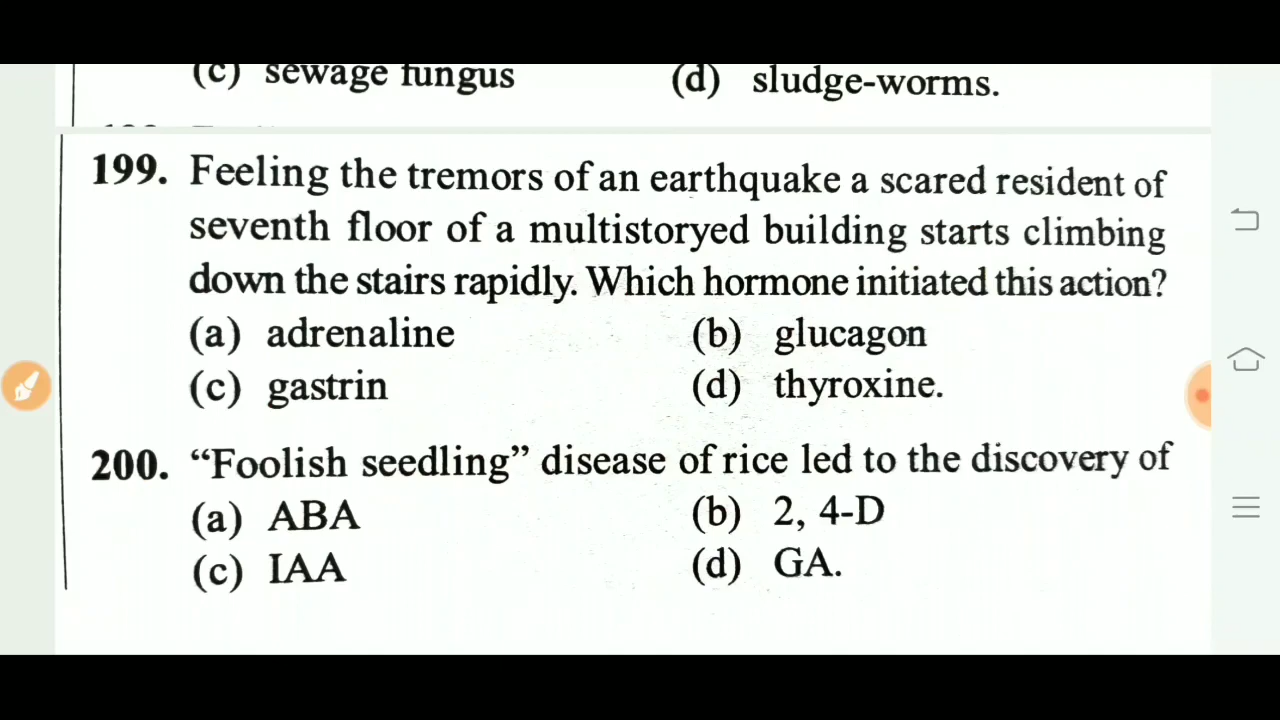 (c) sewage fungus (d) sludge-worms.
199. Feeling the tremors of an earthquake a scared resident of
seventh floor of a multistoryed building starts climbing
down the stairs rapidly. Which hormone initiated this action?
(a) adrenaline (b) glucagon
(c) gastrin (d) thyroxine.
200. “Foolish seedling” disease of rice led to the discovery of
(a) ABA (b) 2, 4-D
(c) IAA (d) GA.